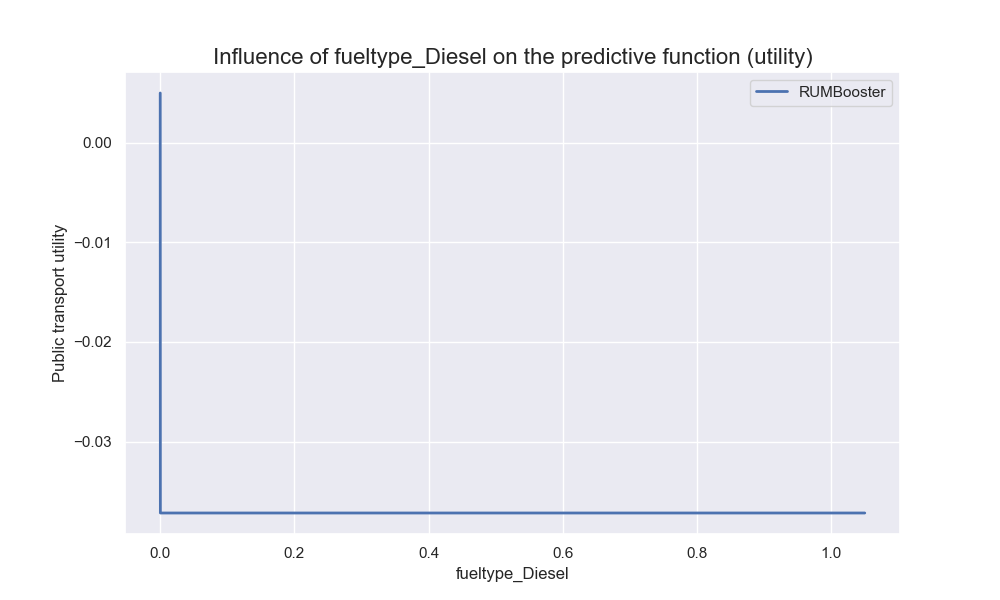 Influence of fueltype_Diesel on the predictive function (utility)
RUMBooster
0.00
−0.01
−0.02
−0.03
Public transport utility
0.0 0.2 0.4 0.6 0.8 1.0
fueltype_Diesel